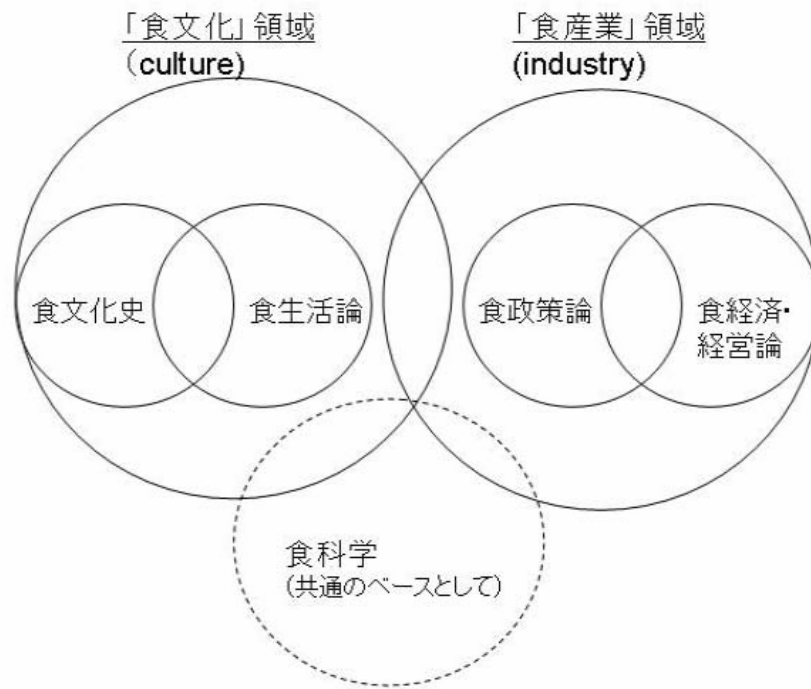 「食文化」領域
（culture)
「食産業」領域
(industry)
食文化史
食生活論
食政策論
食経済・
経営論
食科学
(共通のベースとして)